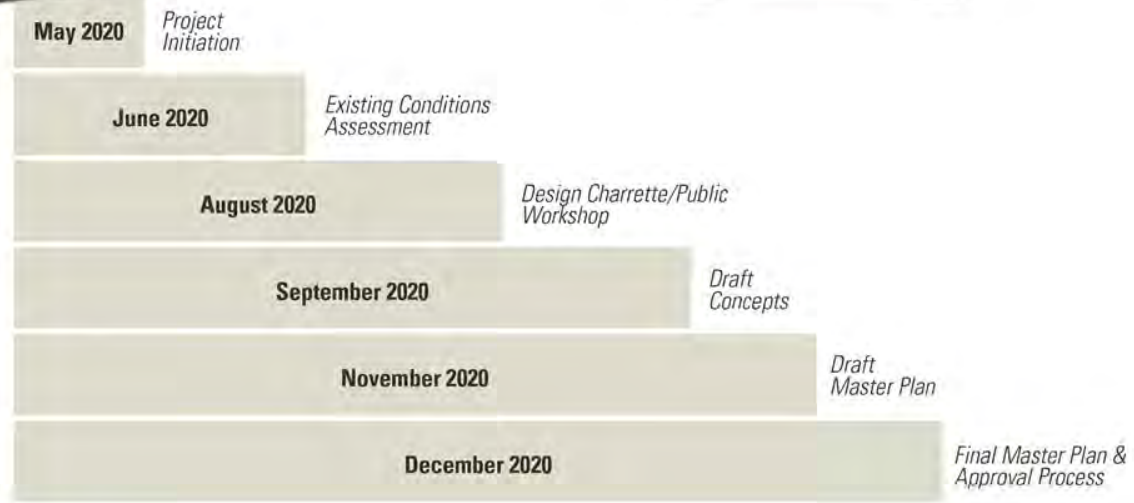 May 2020
Project
Initiation
June 2020
Existing Conditions
Assessment
August 2020
Design Charrette/Public
Workshop
September 2020
Draft
Concepts
November 2020
Draft
Master Plan
December 2020
Final Master Plan &
Approval Process